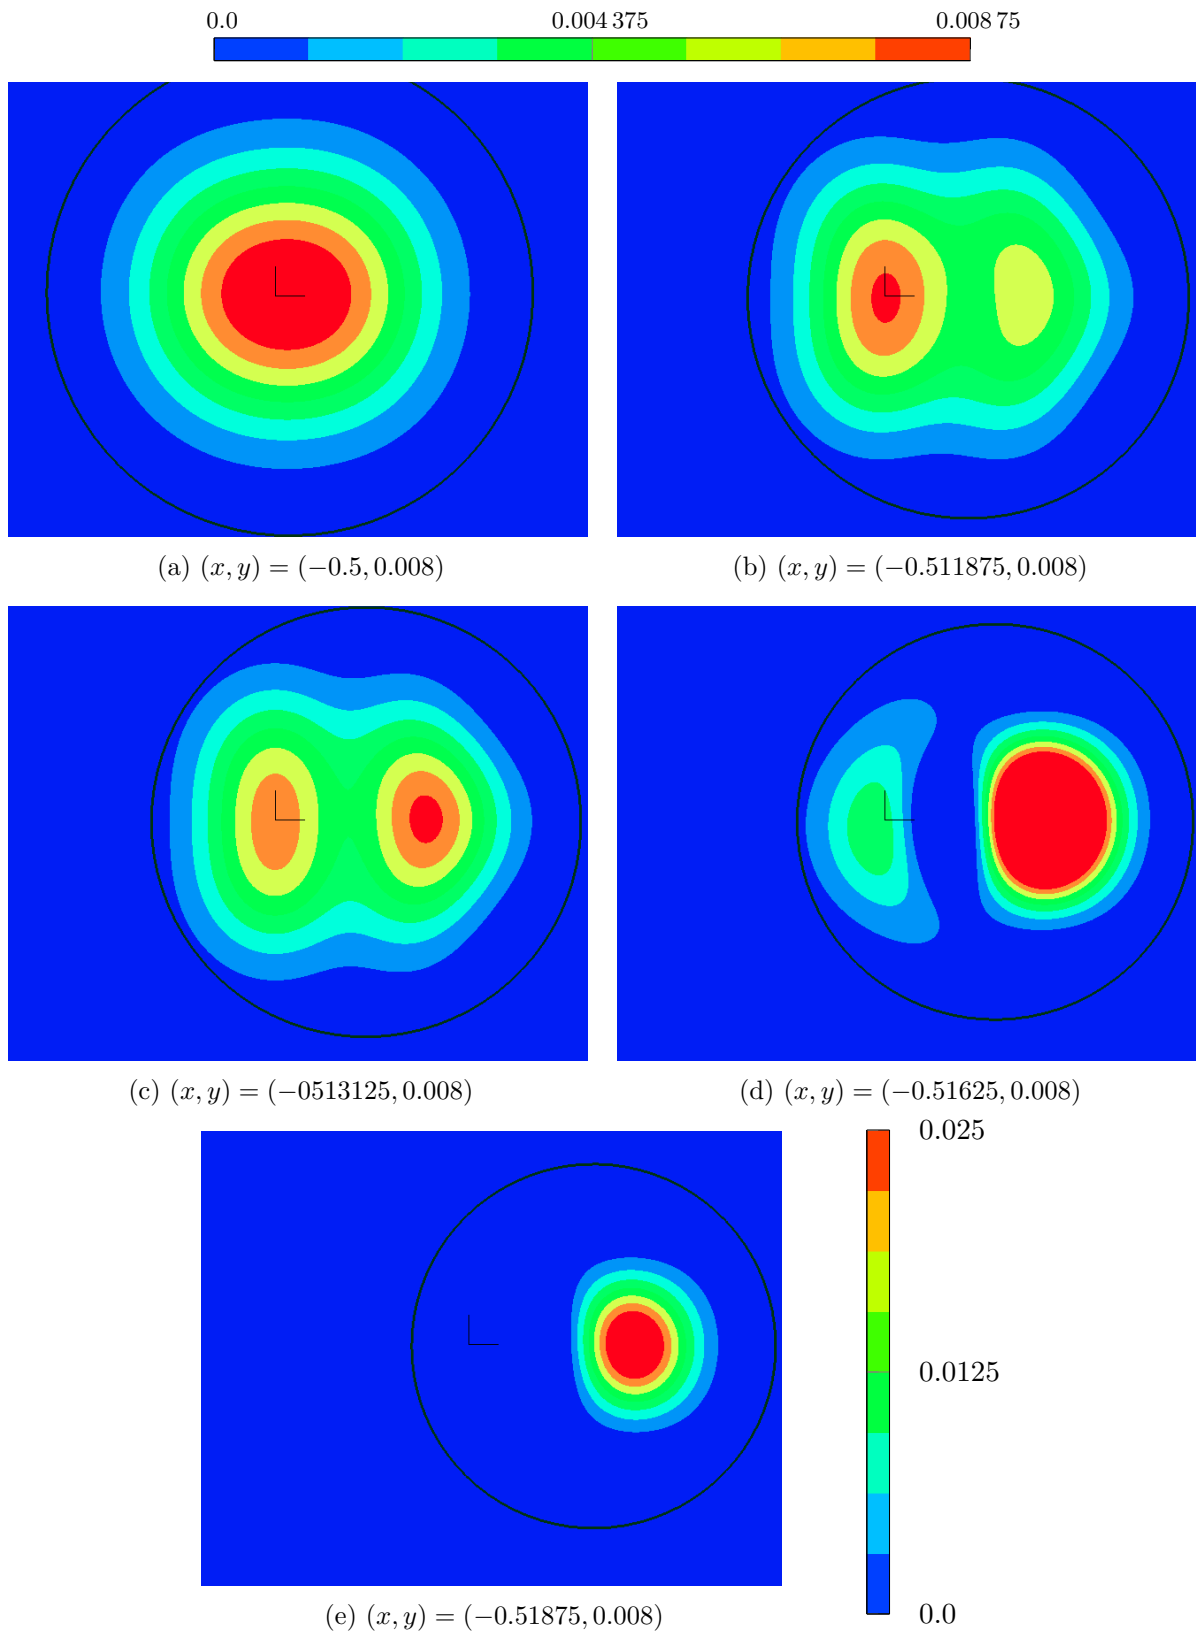 0.0 0.004 375 0.008 75
(a) (x, y) = (−0.5, 0.008) (b) (x, y) = (−0.511875, 0.008)
(c) (x, y) = (−0513125, 0.008) (d) (x, y) = (−0.51625, 0.008)
0.025
0.0125
0.0
(e) (x, y) = (−0.51875, 0.008)